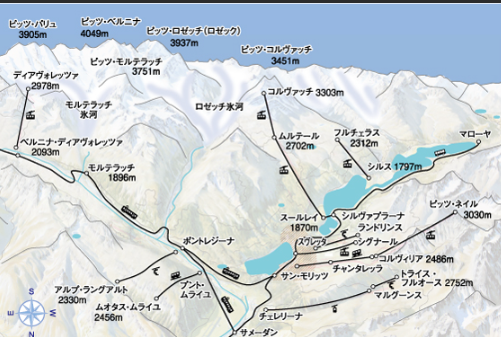 ピッツ・パリュ
3905m
ピッツ・ベルニナ
4049m
ピッツ・ロゼッチ(ロゼック)
3937m
ピッツ・コルヴァッチ
3451m
ディアヴォレッツァ
2978m
ピッツ・モルテラッチ
3751m
モルテラッチ
氷河
ロゼッチ氷河
コルヴァッチ 3303m
ベルニナ・ディアヴォレッツァ
2093m
ムルテール
2702m
フルチェラス
2312m
マローヤ
モルテラッチ
1896m
シルス 1797m
スールレイ
1870m
シルヴァプラーナ
ピッツ・ネイル
3030m
ランドリンス
スヴレッタ
シグナール
ポントレジーナ
コルヴィリア 2486m
サン・モリッツ
チャンタレッラ
アルプ・ラングアルト
2330m
プント・
ムライユ
トライス・
フルオース 2752m
マルグーンス
ムオタス・ムライユ
2456m
チェレリーナ
サメーダン
S
E
W
N